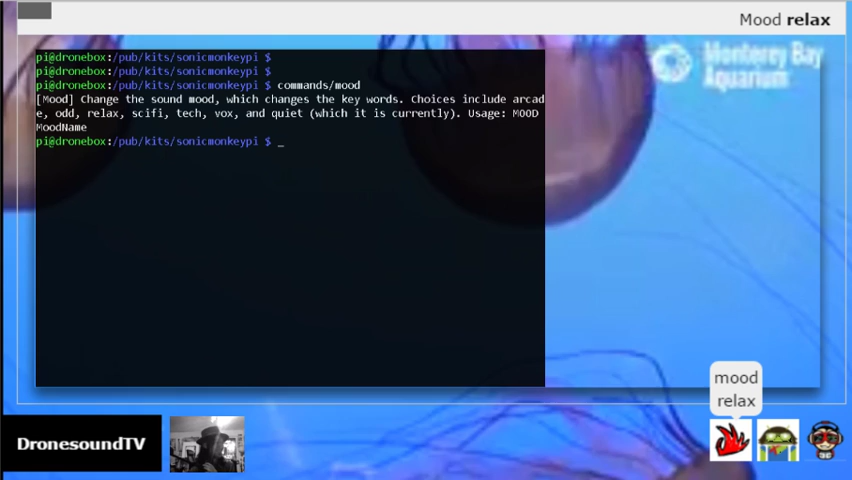 Mood relax
Monterey Bay
Aquarium
pi@dronebox:/pub/kits/sonicmonkeypi $
pi@dronebox:/pub/kits/sonicmonkeypi $
pi@dronebox:/pub/kits/sonicmonkeypi $ commands/mood
[Mood] Change the sound mood, which changes the key words. Choices include arcad
e, odd, relax, scifi, tech, vox, and quiet (which it is currently). Usage: MOOD
MoodName
pi@dronebox:/pub/kits/sonicmonkeypi $ _
mood
relax
DronesoundTV